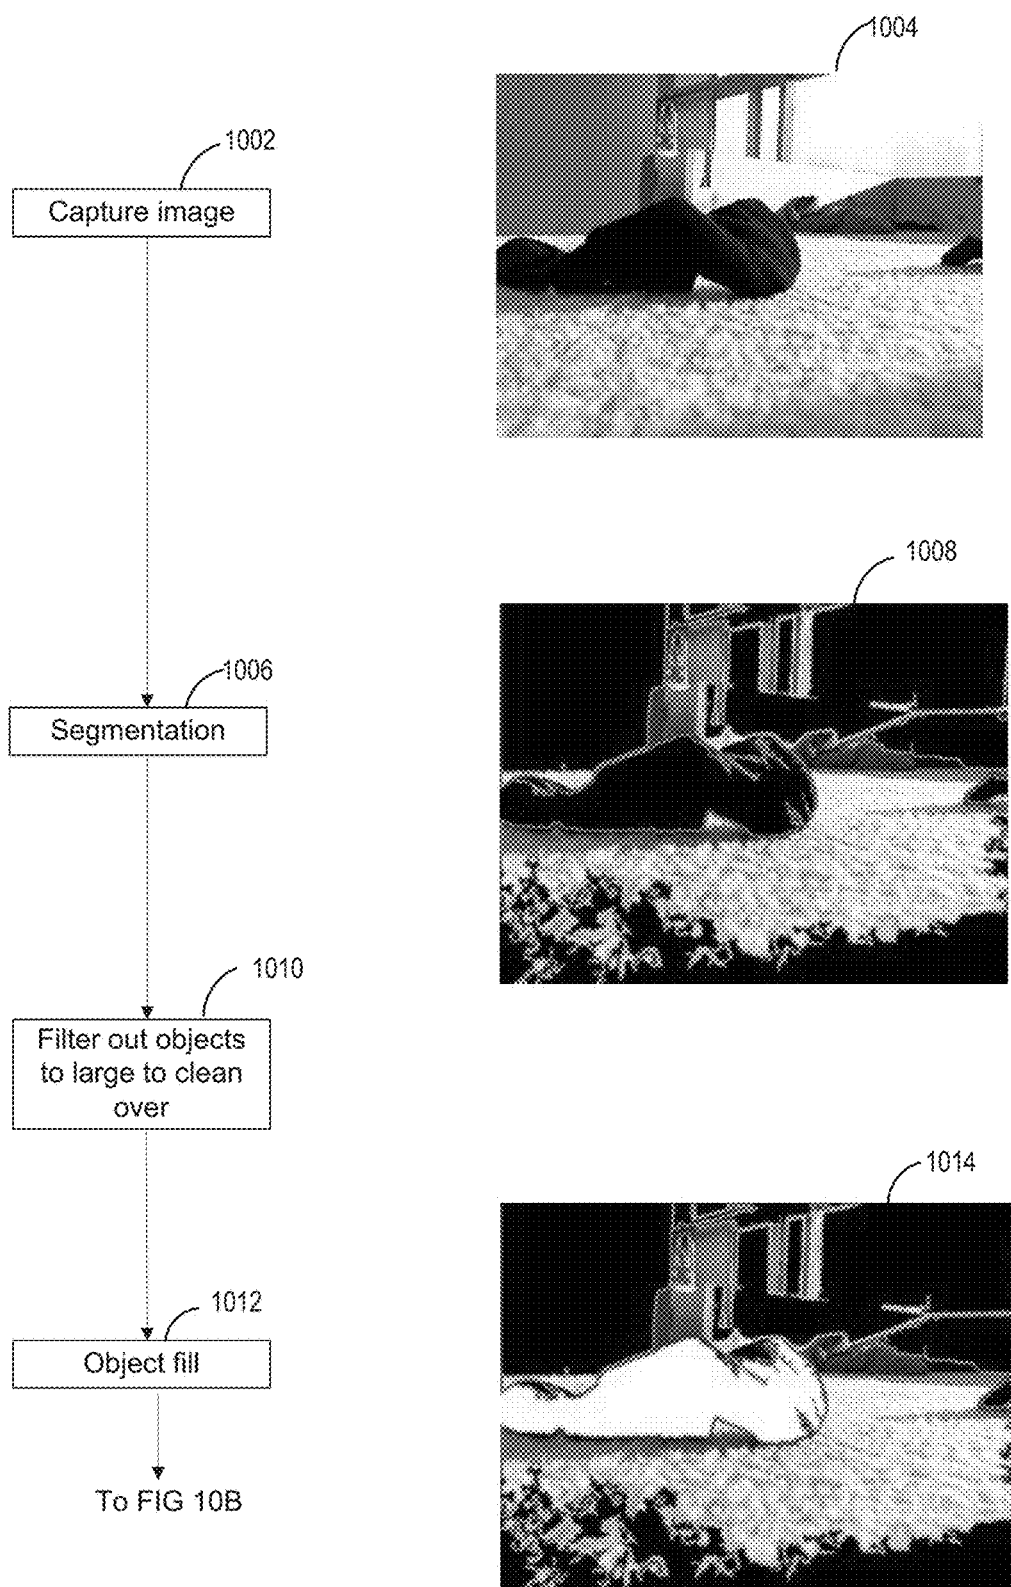 1004
1002
Capture image
1008
1006
Segmentation
1010
Filter out objects
to large to clean
over
1014
1012
Object fill
To FIG 10B